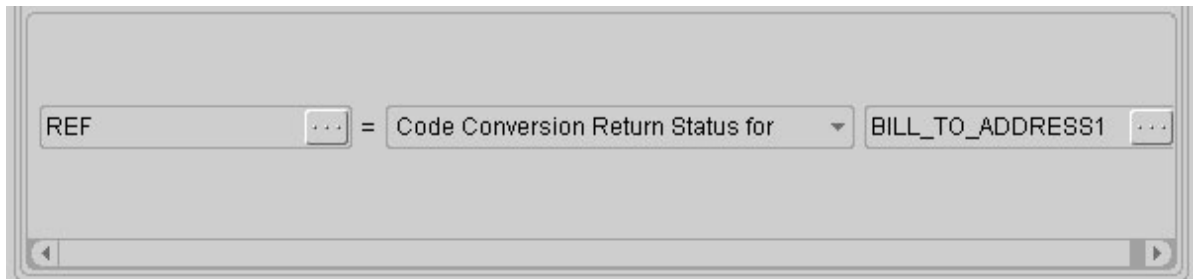 REF ... = Code Conversion Return Status for BILL_TO_ADDRESS1 ...